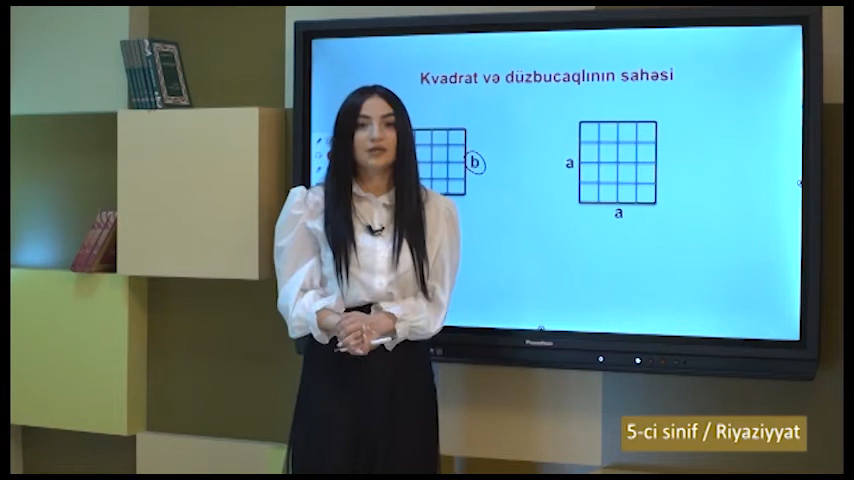 Kvadrat və düzbucaqlının sahəsi
b
a
a
5-ci sinif / Riyaziyyat